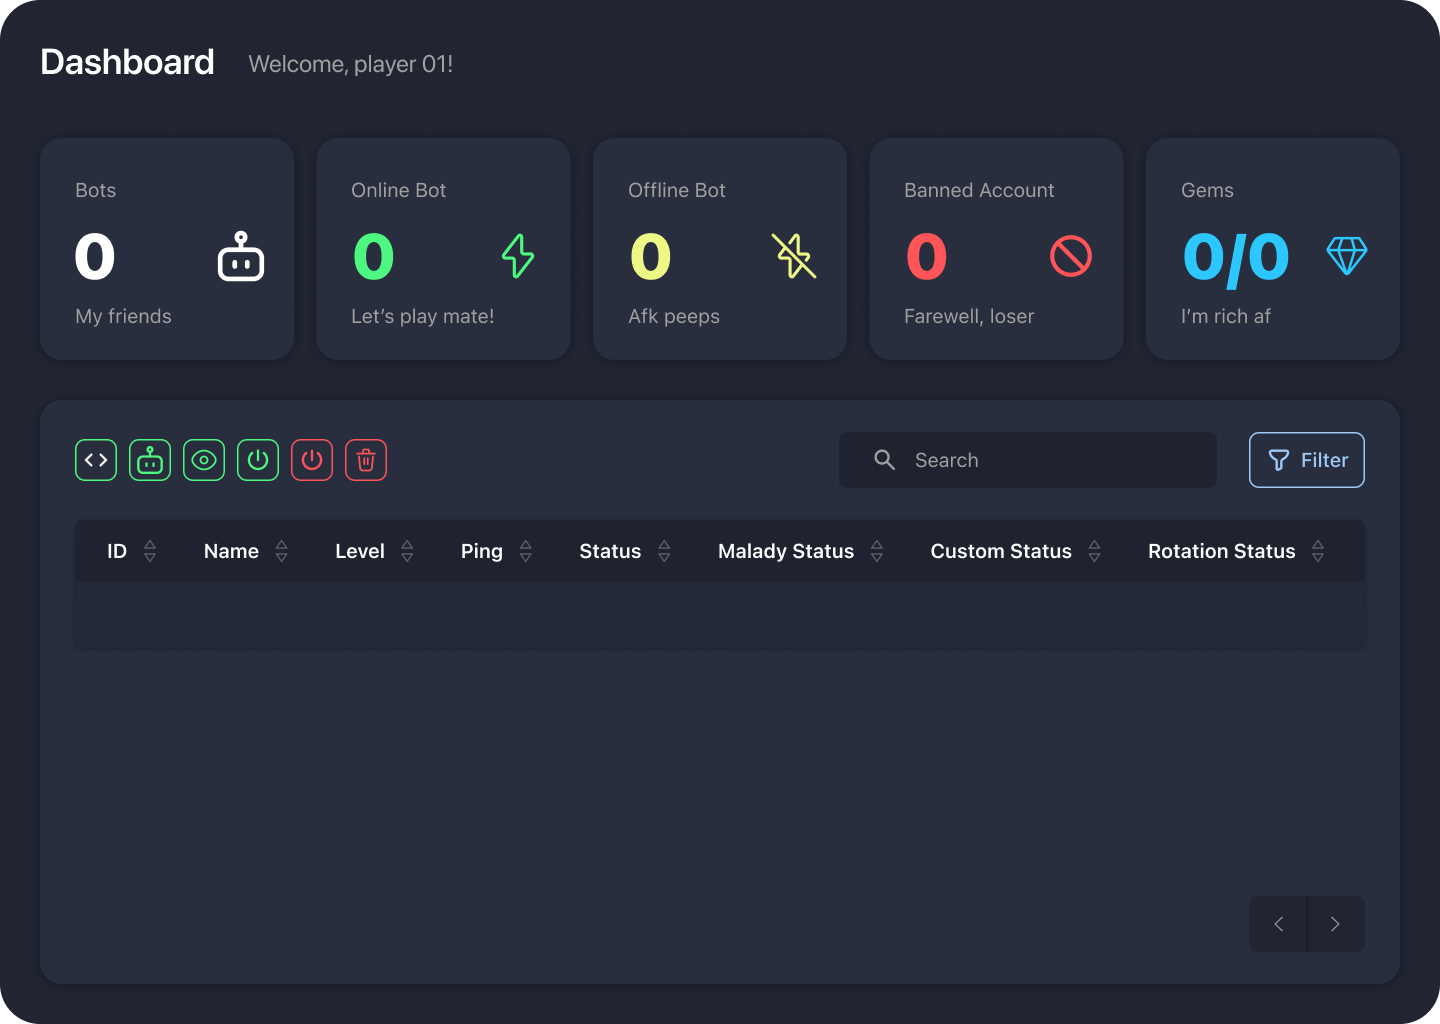 Dashboard Welcome, player 01!
Bots Online Bot Offline Bot Banned Account Gems
0 0 0 0 0/0
My friends Let’s play mate! Afk peeps Farewell, loser I’m rich af
Search Filter
ID Name Level Ping Status Malady Status Custom Status Rotation Status